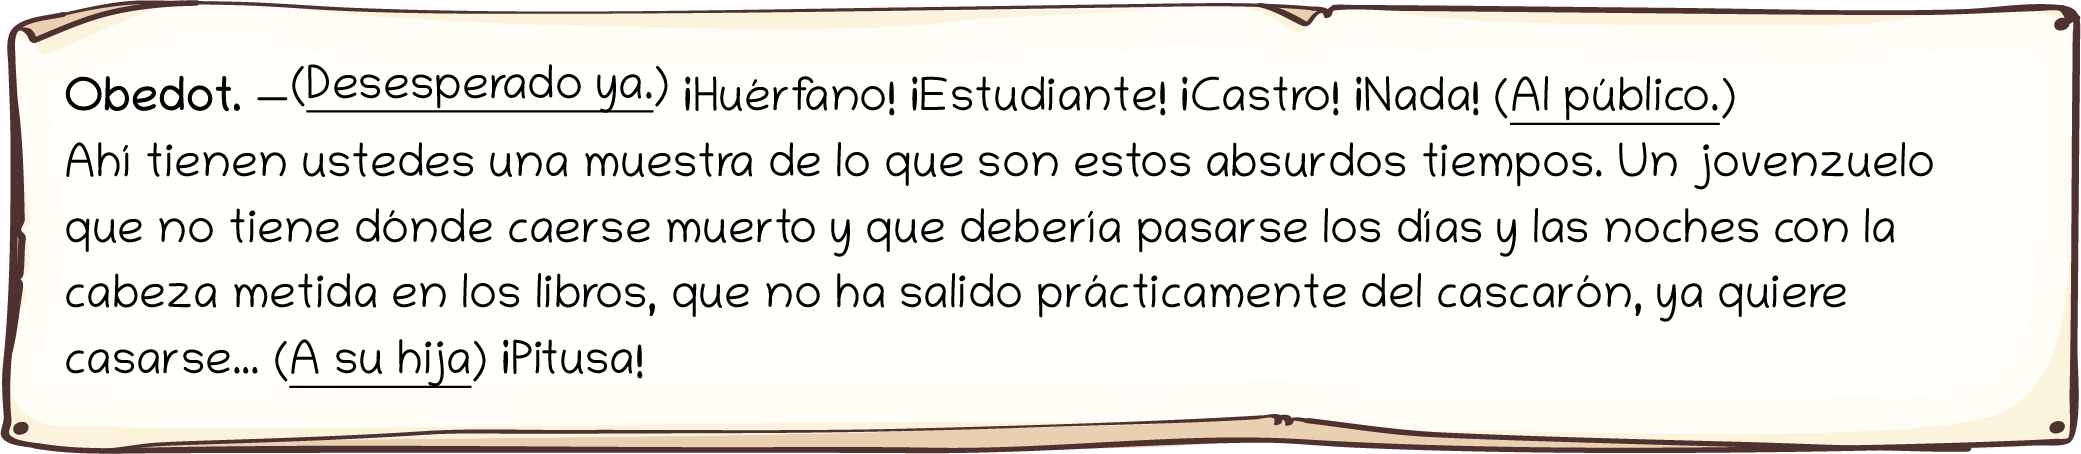 Obedot. —(Desesperado ya.) ¡Huérfano! ¡Estudiante! ¡Castro! ¡Nada! (Al público.)
Ahí tienen ustedes una muestra de lo que son estos absurdos tiempos. Un jovenzuelo
que no tiene dónde caerse muerto y que debería pasarse los días y las noches con la
cabeza metida en los libros, que no ha salido prácticamente del cascarón, ya quiere
casarse... (A su hija) ¡Pitusa!